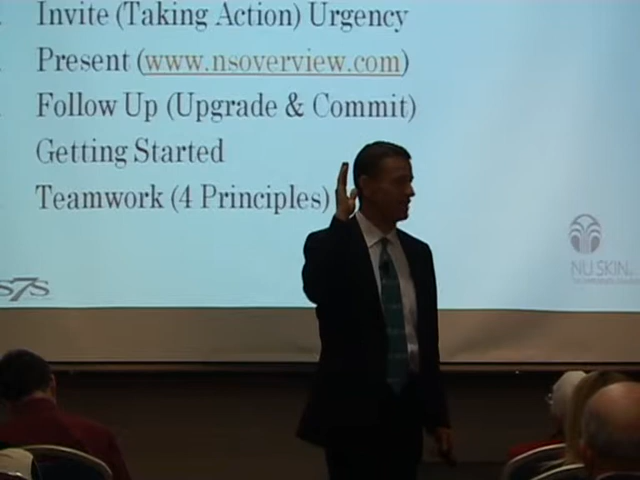 Invite (Taking Action) Urgency
Present (www.nsoverview.com)
Follow Up (Upgrade & Commit)
Getting Started
Teamwork (4 Principles)
NU SKIN
S7S